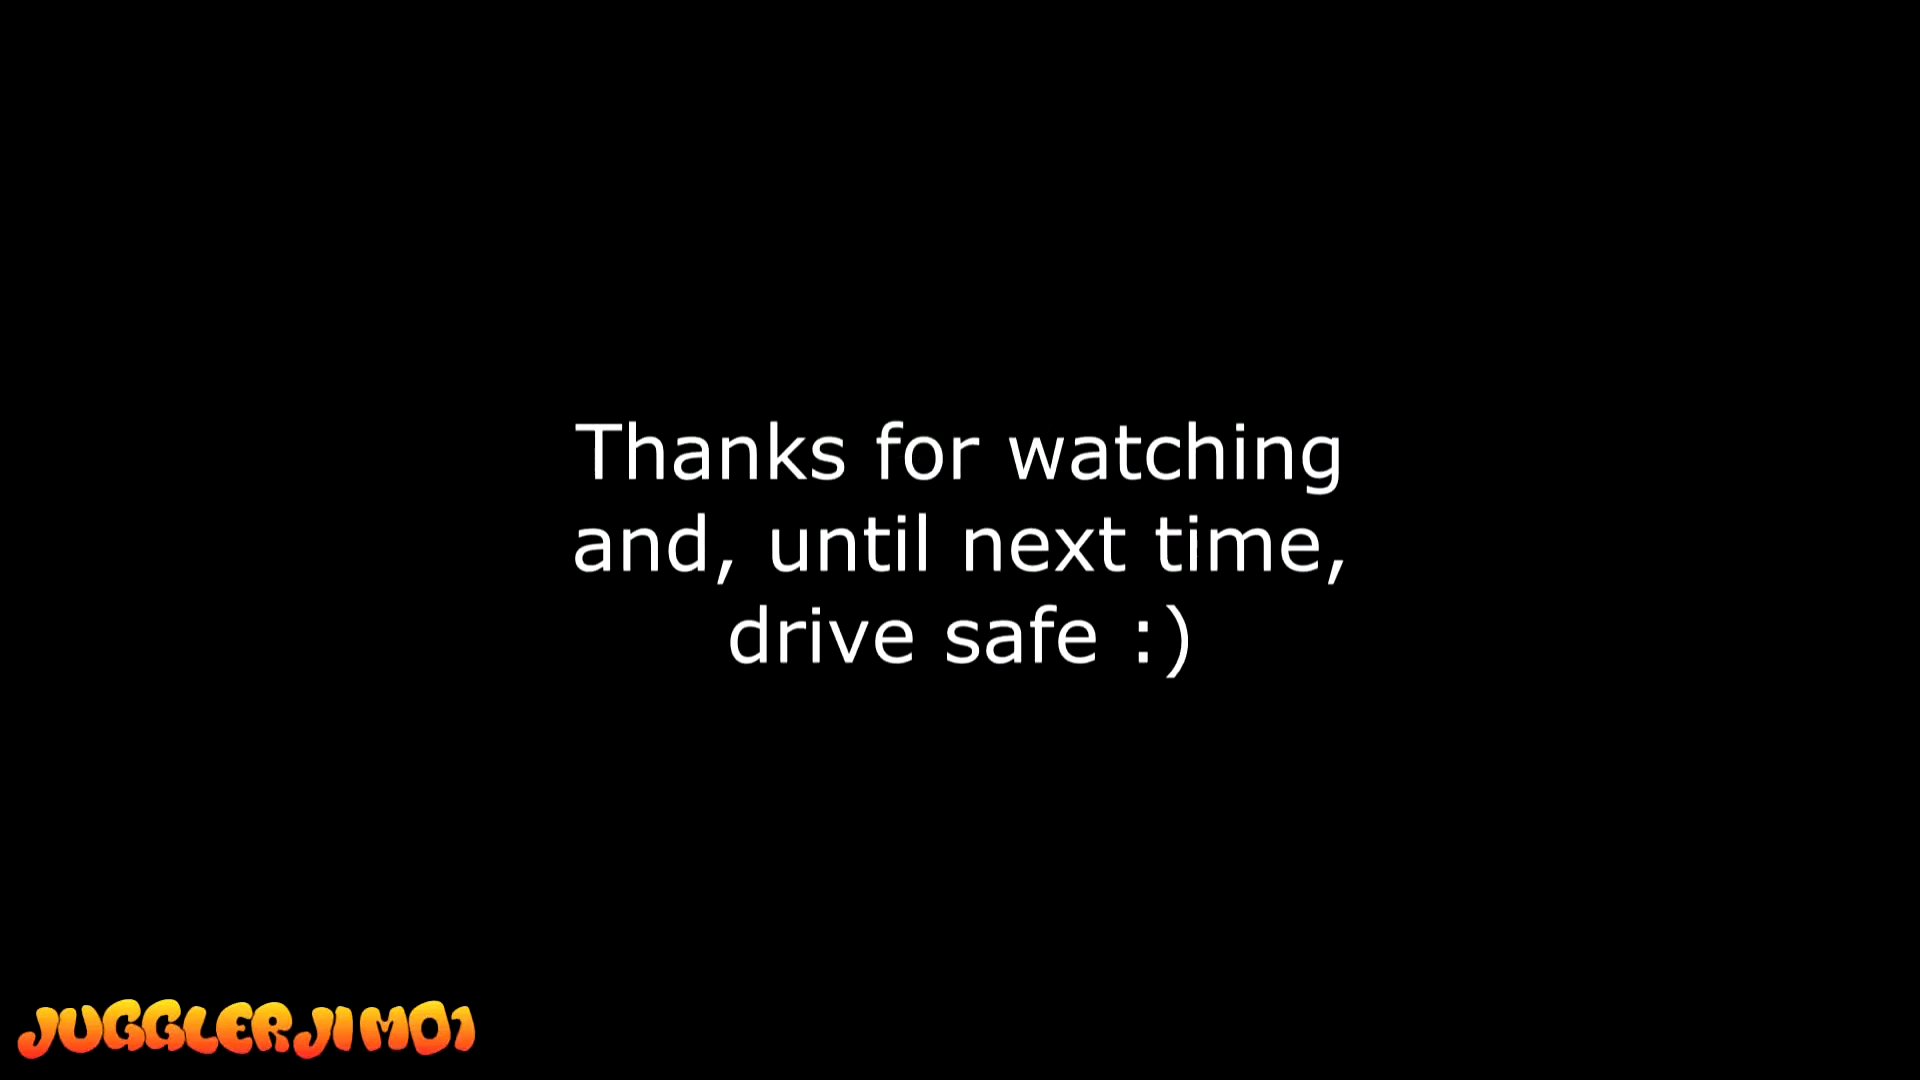 Thanks for watching
and, until next time,
drive safe :)
JUGGLERJIM01